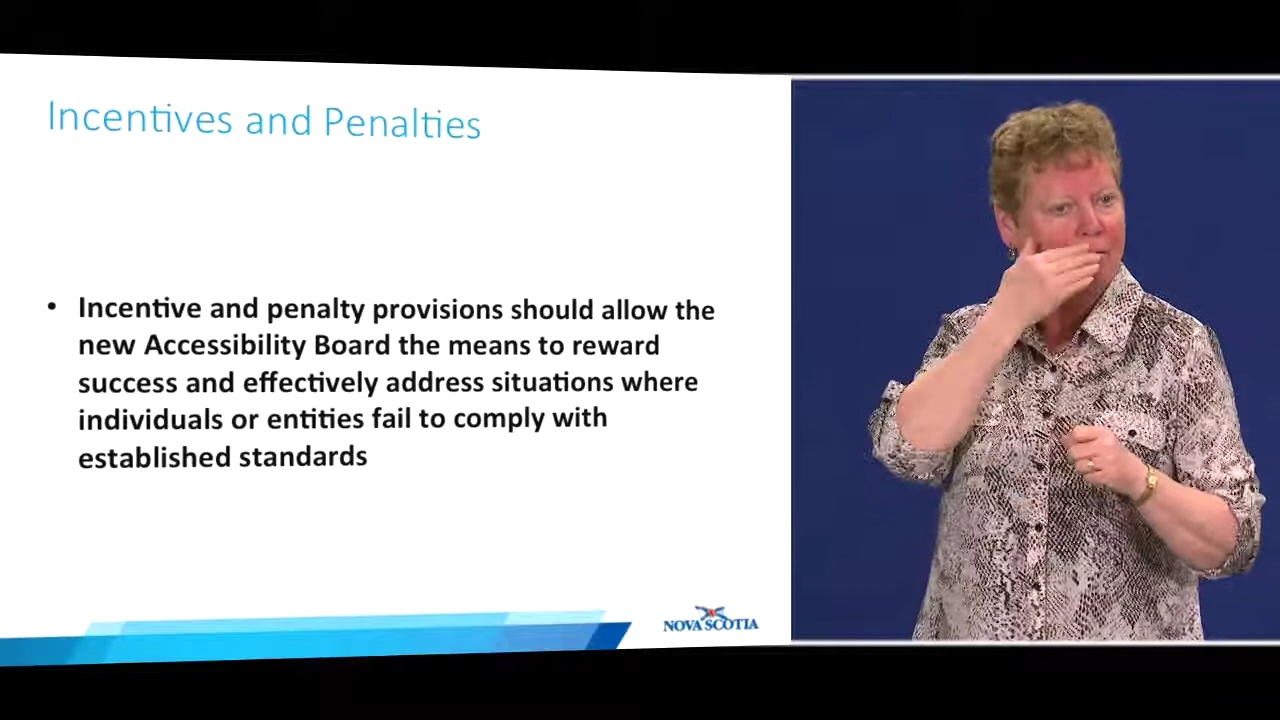 Incentives and Penalties
• Incentive and penalty provisions should allow the
new Accessibility Board the means to reward
success and effectively address situations where
individuals or entities fail to comply with
established standards
NOVA SCOTIA